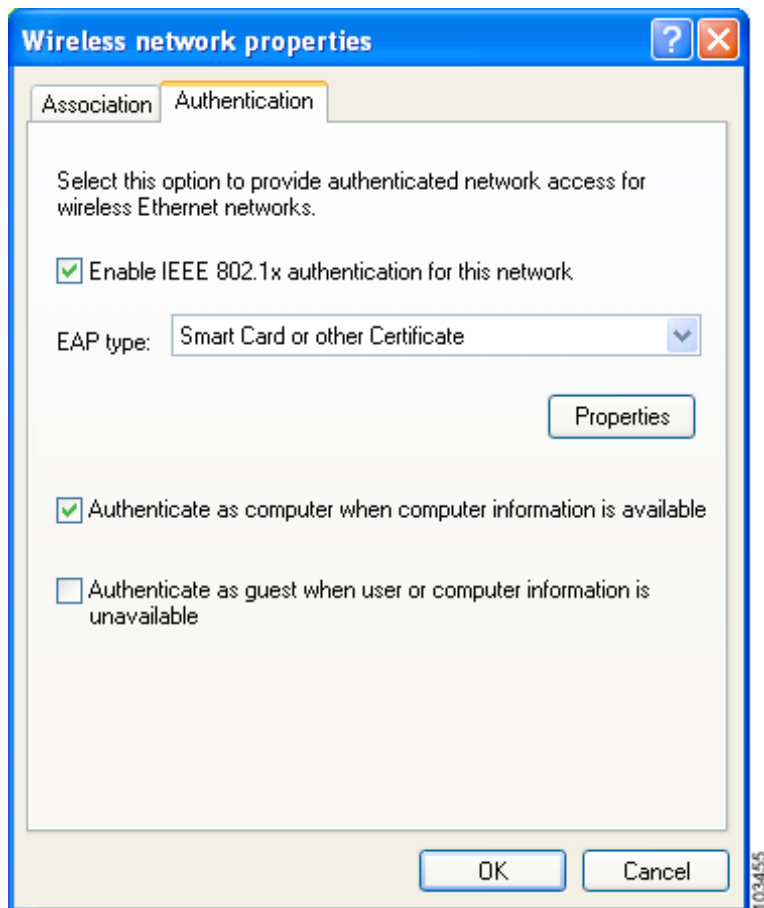 Wireless network properties
?
Association
Authentication
Select this option to provide authenticated network access for
wireless Ethernet networks.
Enable IEEE 802.1x authentication for this network
EAP type:
Smart Card or other Certificate
Properties
Authenticate as computer when computer information is available
Authenticate as guest when user or computer information is
unavailable
OK
Cancel
103455